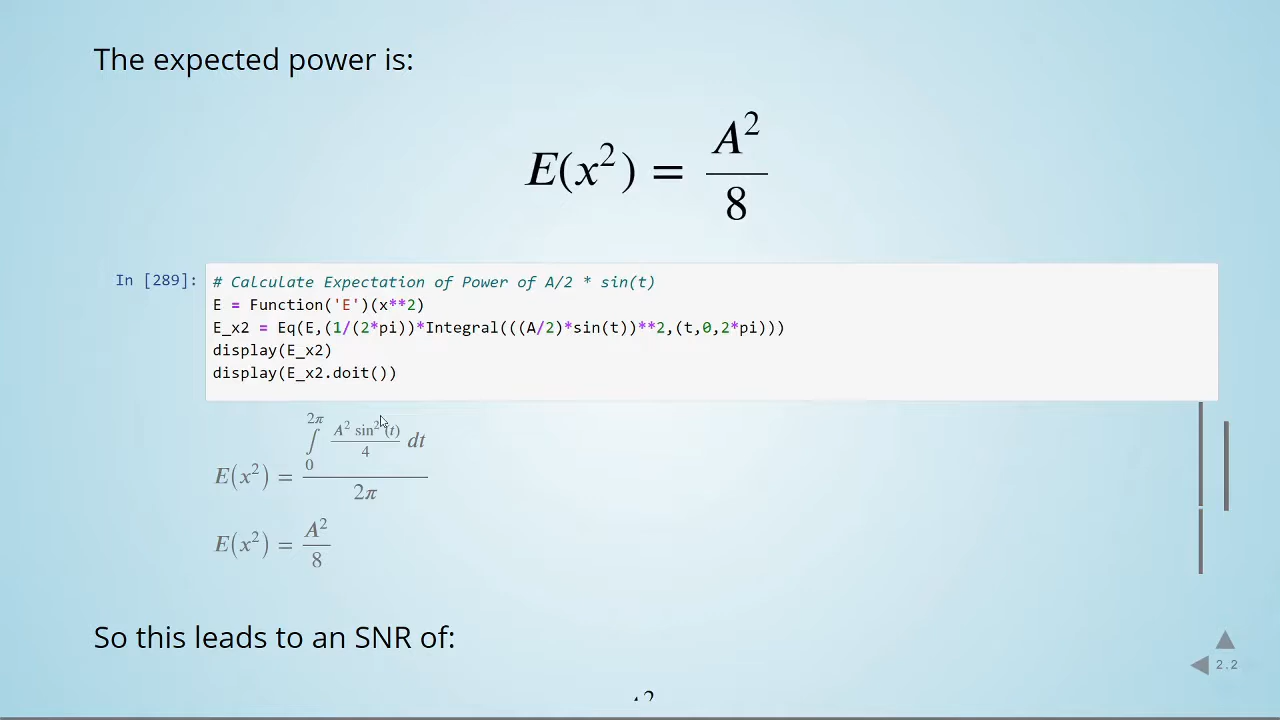 The expected power is:
E(x²) = A²/8
In [289]:
# Calculate Expectation of Power of A/2 * sin(t)
E = Function('E')(x**2)
E_x2 = Eq(E,(1/(2*pi))*Integral(((A/2)*sin(t))**2,(t,0,2*pi)))
display(E_x2)
display(E_x2.doit())
E(x²) = ∫₀^2π A² sin²(t)/4 dt / 2π
E(x²) = A²/8
So this leads to an SNR of:
2.2